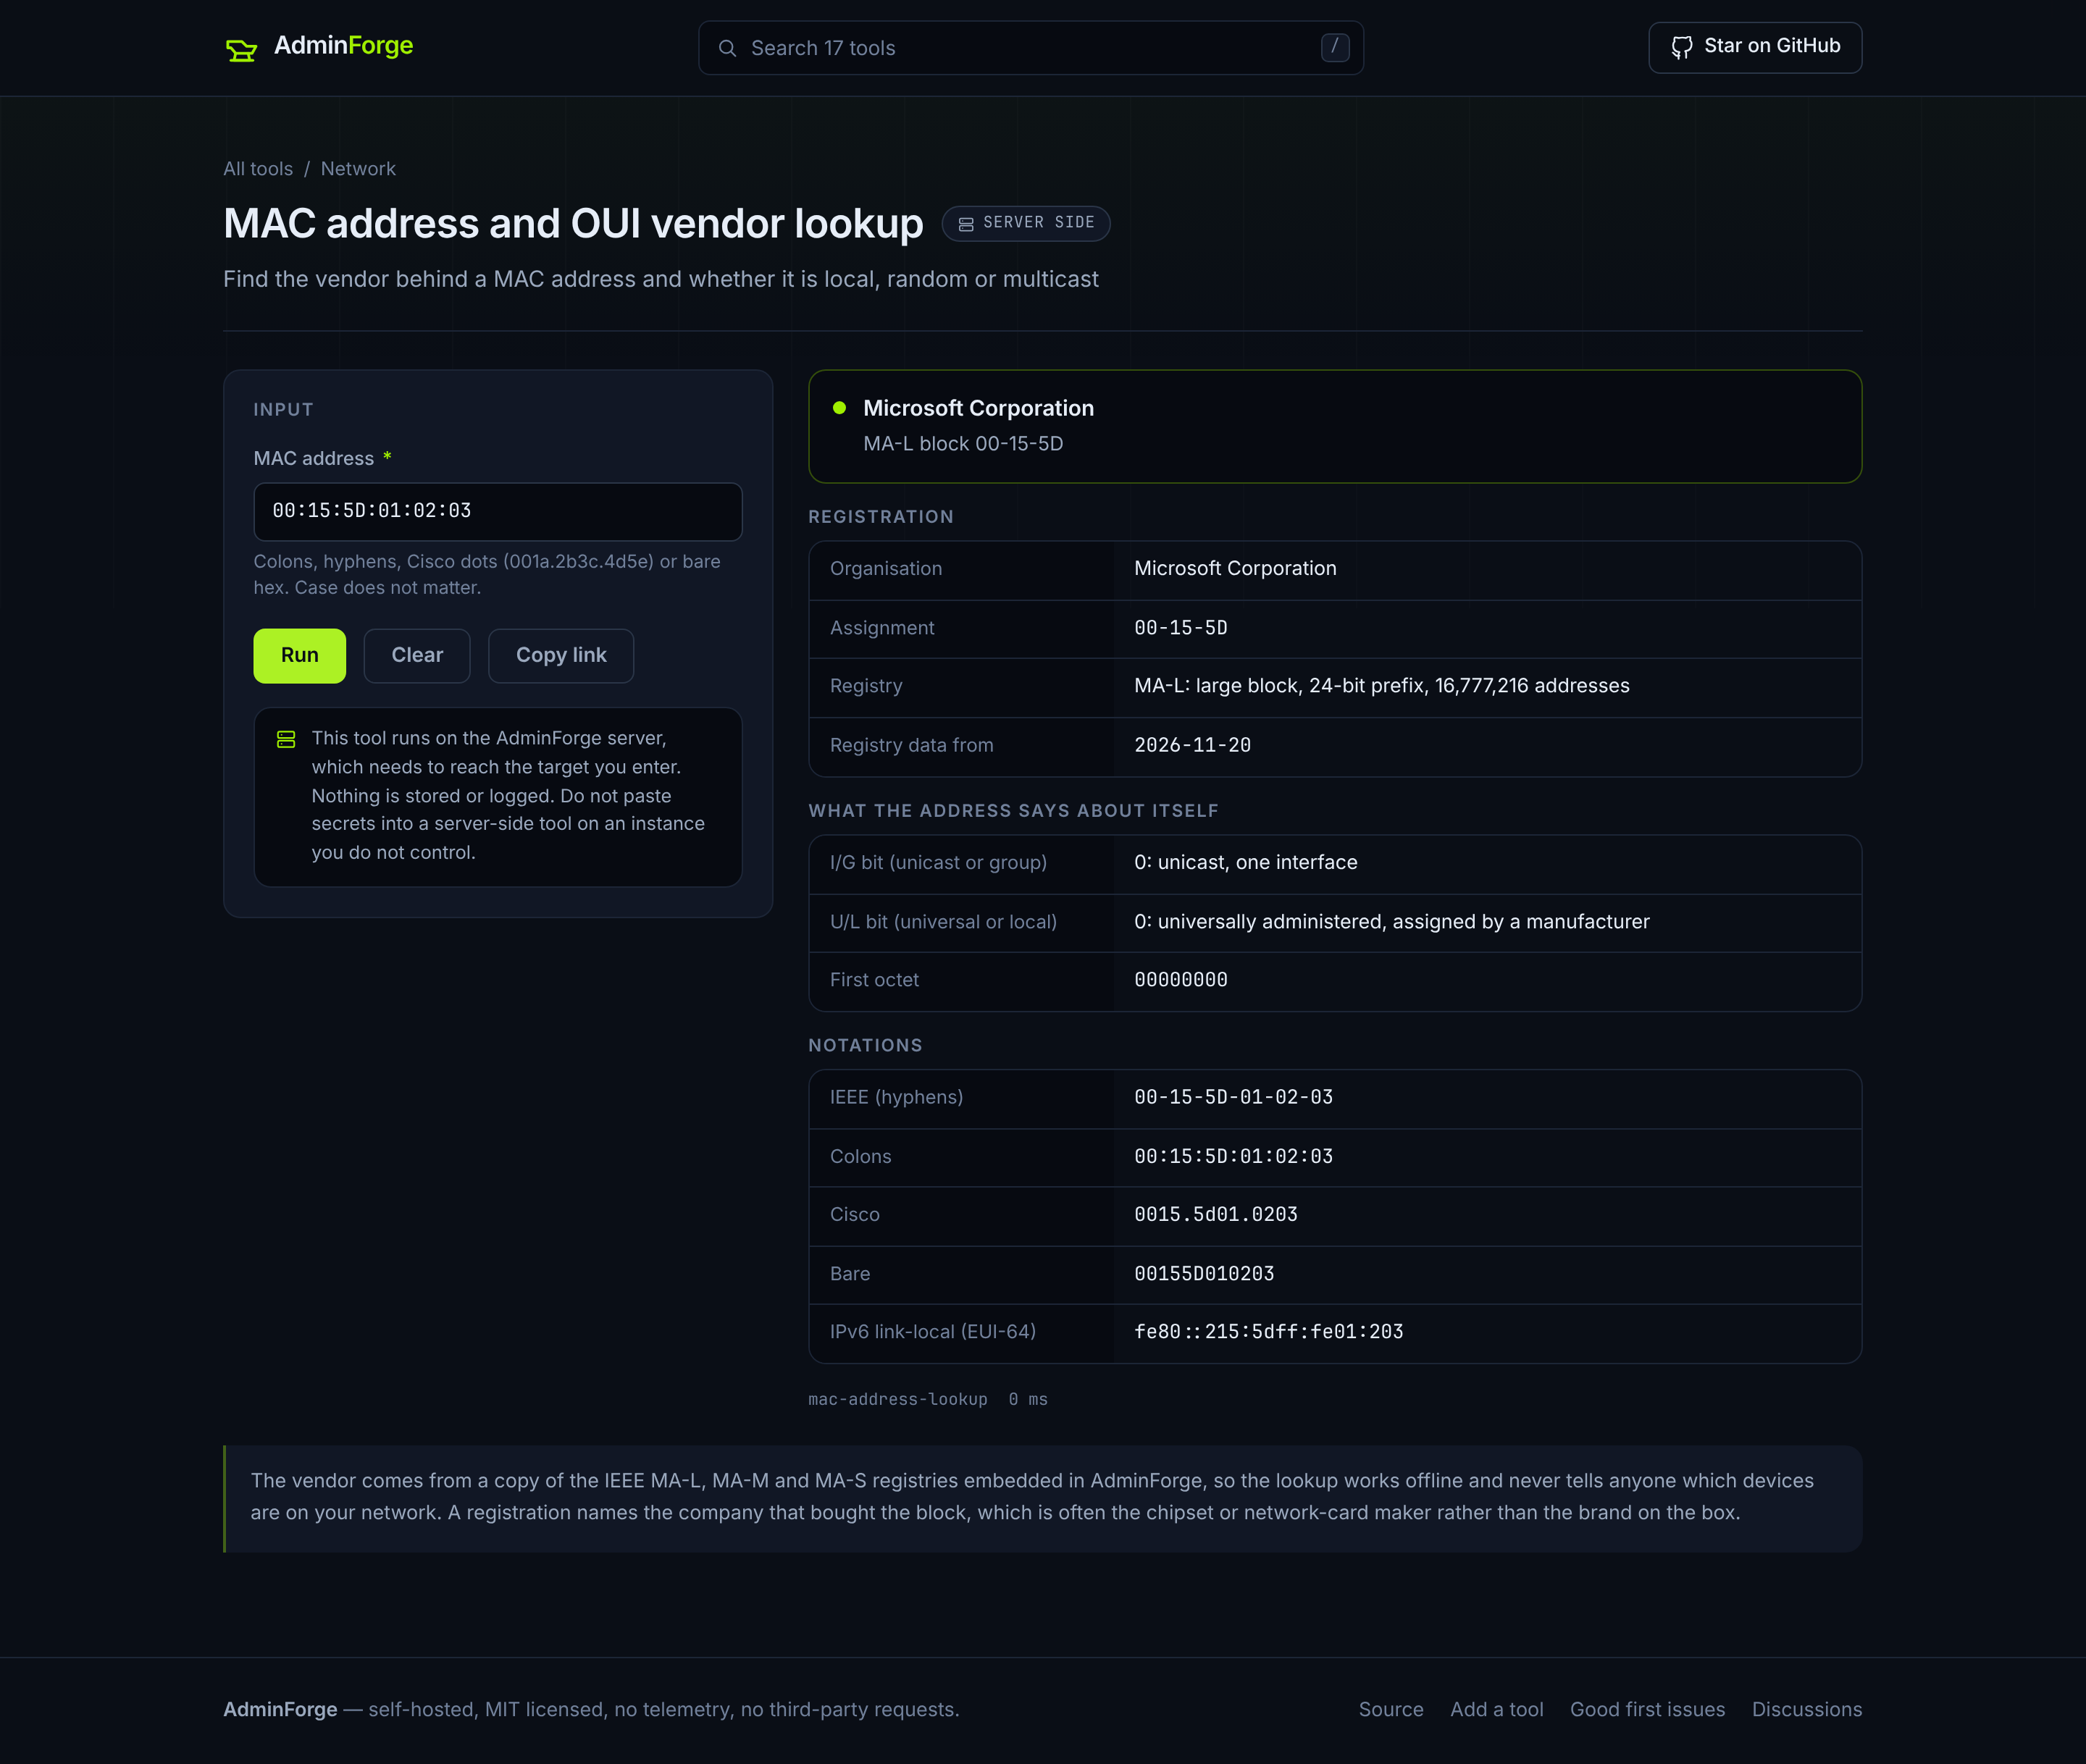 AdminForge
Search 17 tools
/
Star on GitHub
All tools / Network
MAC address and OUI vendor lookup
SERVER SIDE
Find the vendor behind a MAC address and whether it is local, random or multicast
INPUT
MAC address *
00:15:5D:01:02:03
Colons, hyphens, Cisco dots (001a.2b3c.4d5e) or bare
hex. Case does not matter.
Run
Clear
Copy link
This tool runs on the AdminForge server,
which needs to reach the target you enter.
Nothing is stored or logged. Do not paste
secrets into a server-side tool on an instance
you do not control.
Microsoft Corporation
MA-L block 00-15-5D
REGISTRATION
Organisation Microsoft Corporation
Assignment 00-15-5D
Registry MA-L: large block, 24-bit prefix, 16,777,216 addresses
Registry data from 2026-11-20
WHAT THE ADDRESS SAYS ABOUT ITSELF
I/G bit (unicast or group) 0: unicast, one interface
U/L bit (universal or local) 0: universally administered, assigned by a manufacturer
First octet 00000000
NOTATIONS
IEEE (hyphens) 00-15-5D-01-02-03
Colons 00:15:5D:01:02:03
Cisco 0015.5d01.0203
Bare 00155D010203
IPv6 link-local (EUI-64) fe80::215:5dff:fe01:203
mac-address-lookup 0 ms
The vendor comes from a copy of the IEEE MA-L, MA-M and MA-S registries embedded in AdminForge, so the lookup works offline and never tells anyone which devices
are on your network. A registration names the company that bought the block, which is often the chipset or network-card maker rather than the brand on the box.
AdminForge — self-hosted, MIT licensed, no telemetry, no third-party requests.
Source Add a tool Good first issues Discussions